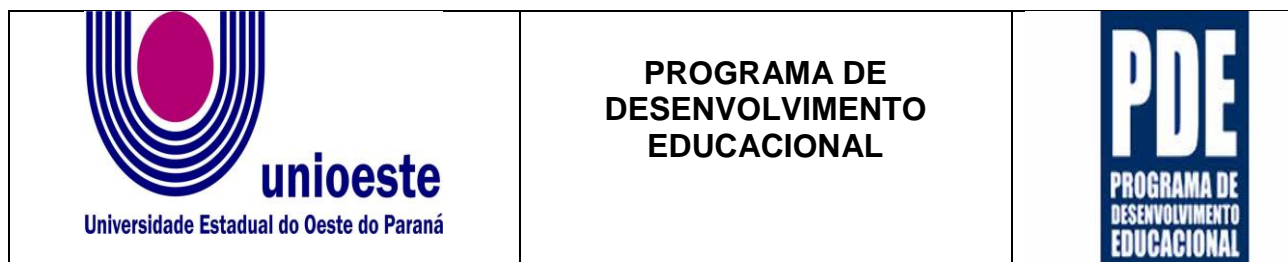 unioeste
Universidade Estadual do Oeste do Paraná
PROGRAMA DE
DESENVOLVIMENTO
EDUCACIONAL
PDE
PROGRAMA DE
DESENVOLVIMENTO
EDUCACIONAL